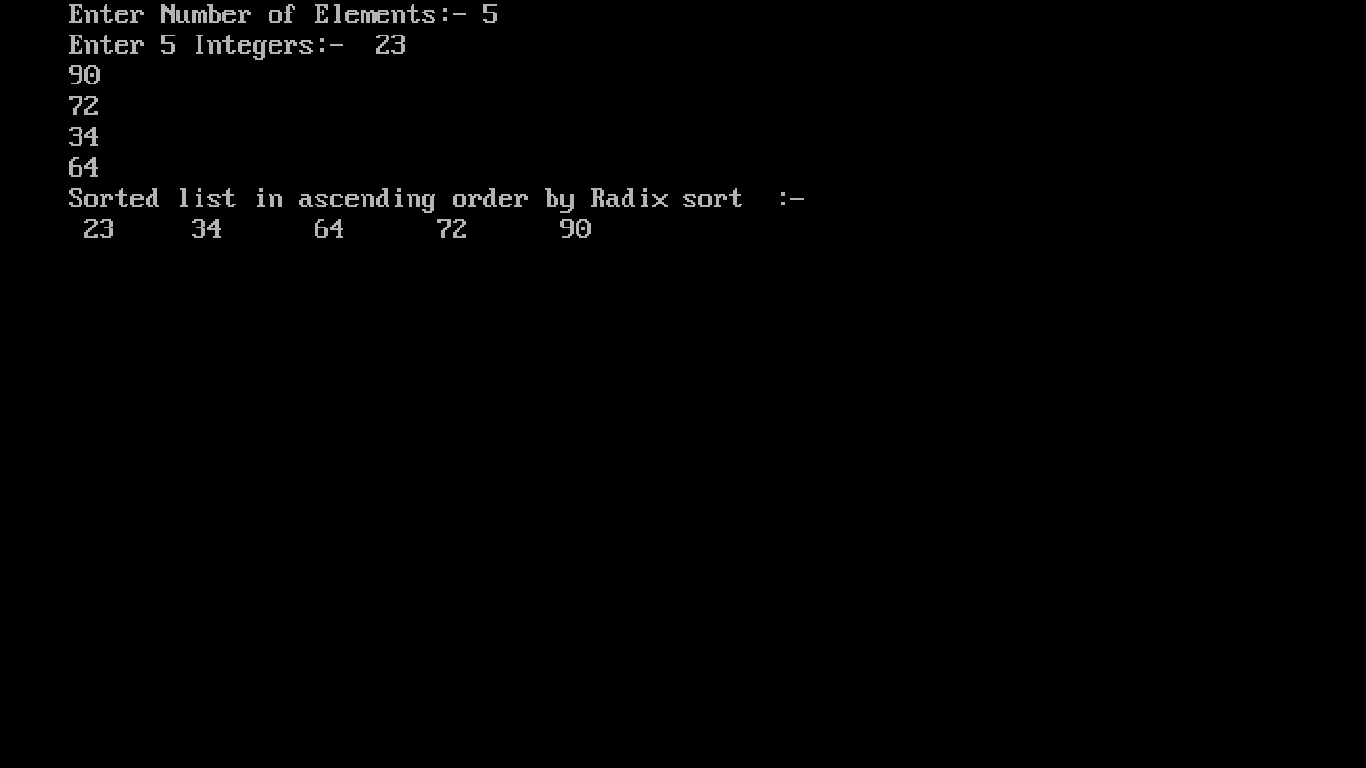 Enter Number of Elements:- 5
Enter 5 Integers:-  23
90
72
34
64
Sorted list in ascending order by Radix sort  :-
 23     34      64      72      90